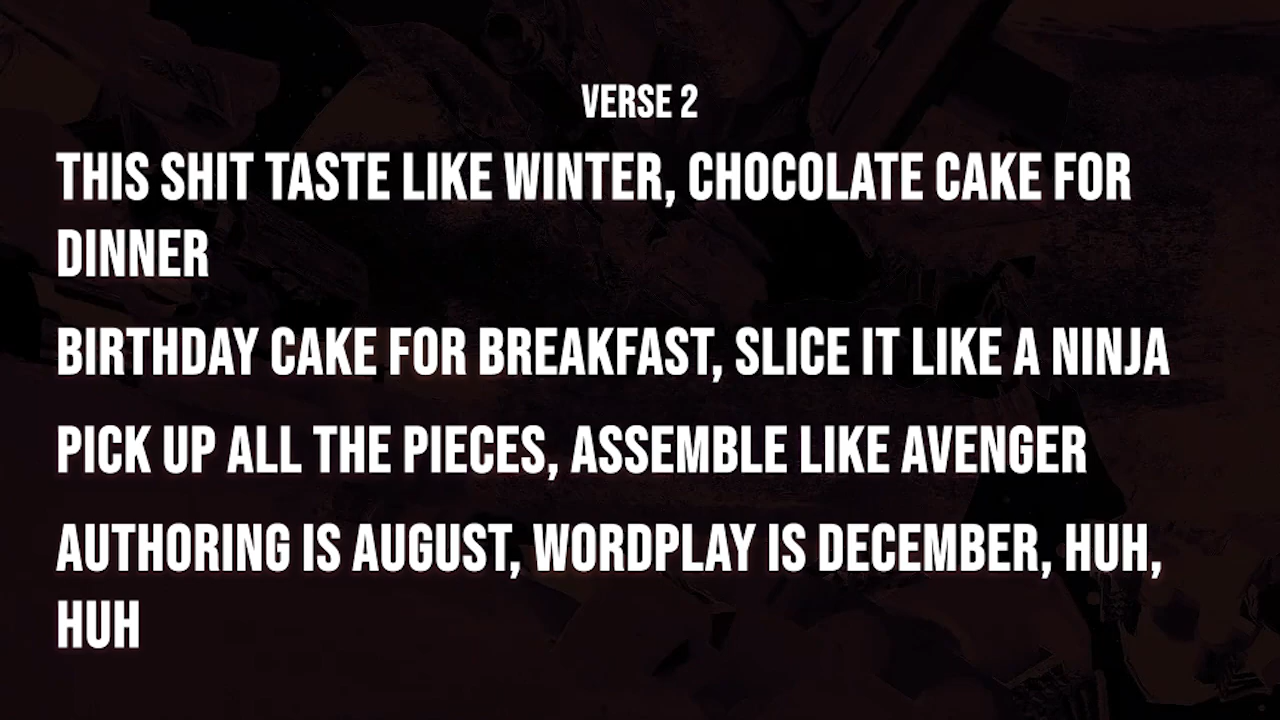 VERSE 2
THIS SHIT TASTE LIKE WINTER, CHOCOLATE CAKE FOR
DINNER
BIRTHDAY CAKE FOR BREAKFAST, SLICE IT LIKE A NINJA
PICK UP ALL THE PIECES, ASSEMBLE LIKE AVENGER
AUTHORING IS AUGUST, WORDPLAY IS DECEMBER, HUH,
HUH